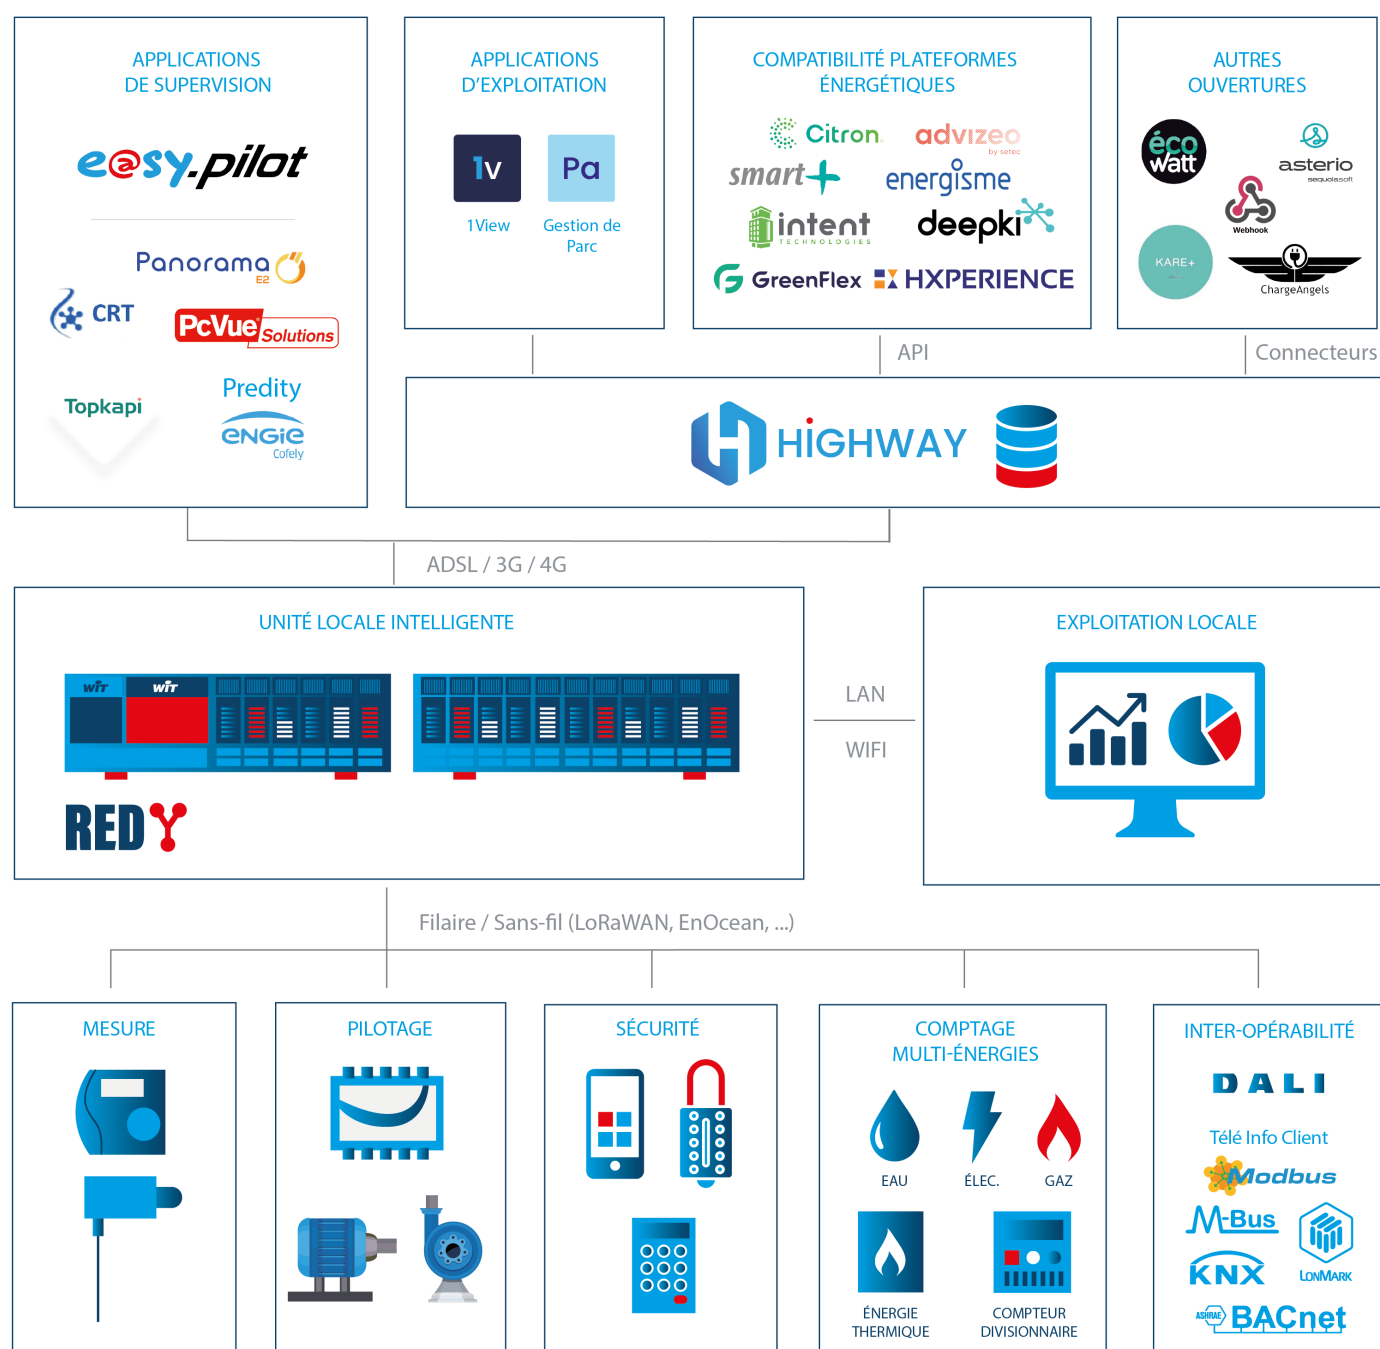 APPLICATIONS
DE SUPERVISION
e@sy.pilot
Panorama
E2
CRT
PcVue Solutions
Topkapi
Predity
ENGIE
Cofely
APPLICATIONS
D'EXPLOITATION
1v
Pa
1View
Gestion de
Parc
COMPATIBILITÉ PLATEFORMES
ÉNERGÉTIQUES
Citron
advizeo
by setec
smart+
energisme
intent
TECHNOLOGIES
deepki
GreenFlex
HXPERIENCE
AUTRES
OUVERTURES
éco
watt
asterio
sequoiasoft
Webhook
KARE+
ChargeAngels
API
Connecteurs
HIGHWAY
ADSL / 3G / 4G
UNITÉ LOCALE INTELLIGENTE
WIT
WIT
REDY
LAN
WIFI
EXPLOITATION LOCALE
Filaire / Sans-fil (LoRaWAN, EnOcean, ...)
MESURE
PILOTAGE
SÉCURITÉ
COMPTAGE
MULTI-ÉNERGIES
EAU
ÉLEC.
GAZ
ÉNERGIE
THERMIQUE
COMPTEUR
DIVISIONNAIRE
INTER-OPÉRABILITÉ
DALI
Télé Info Client
Modbus
M-Bus
KNX
LONMARK
ASHRAE BACnet